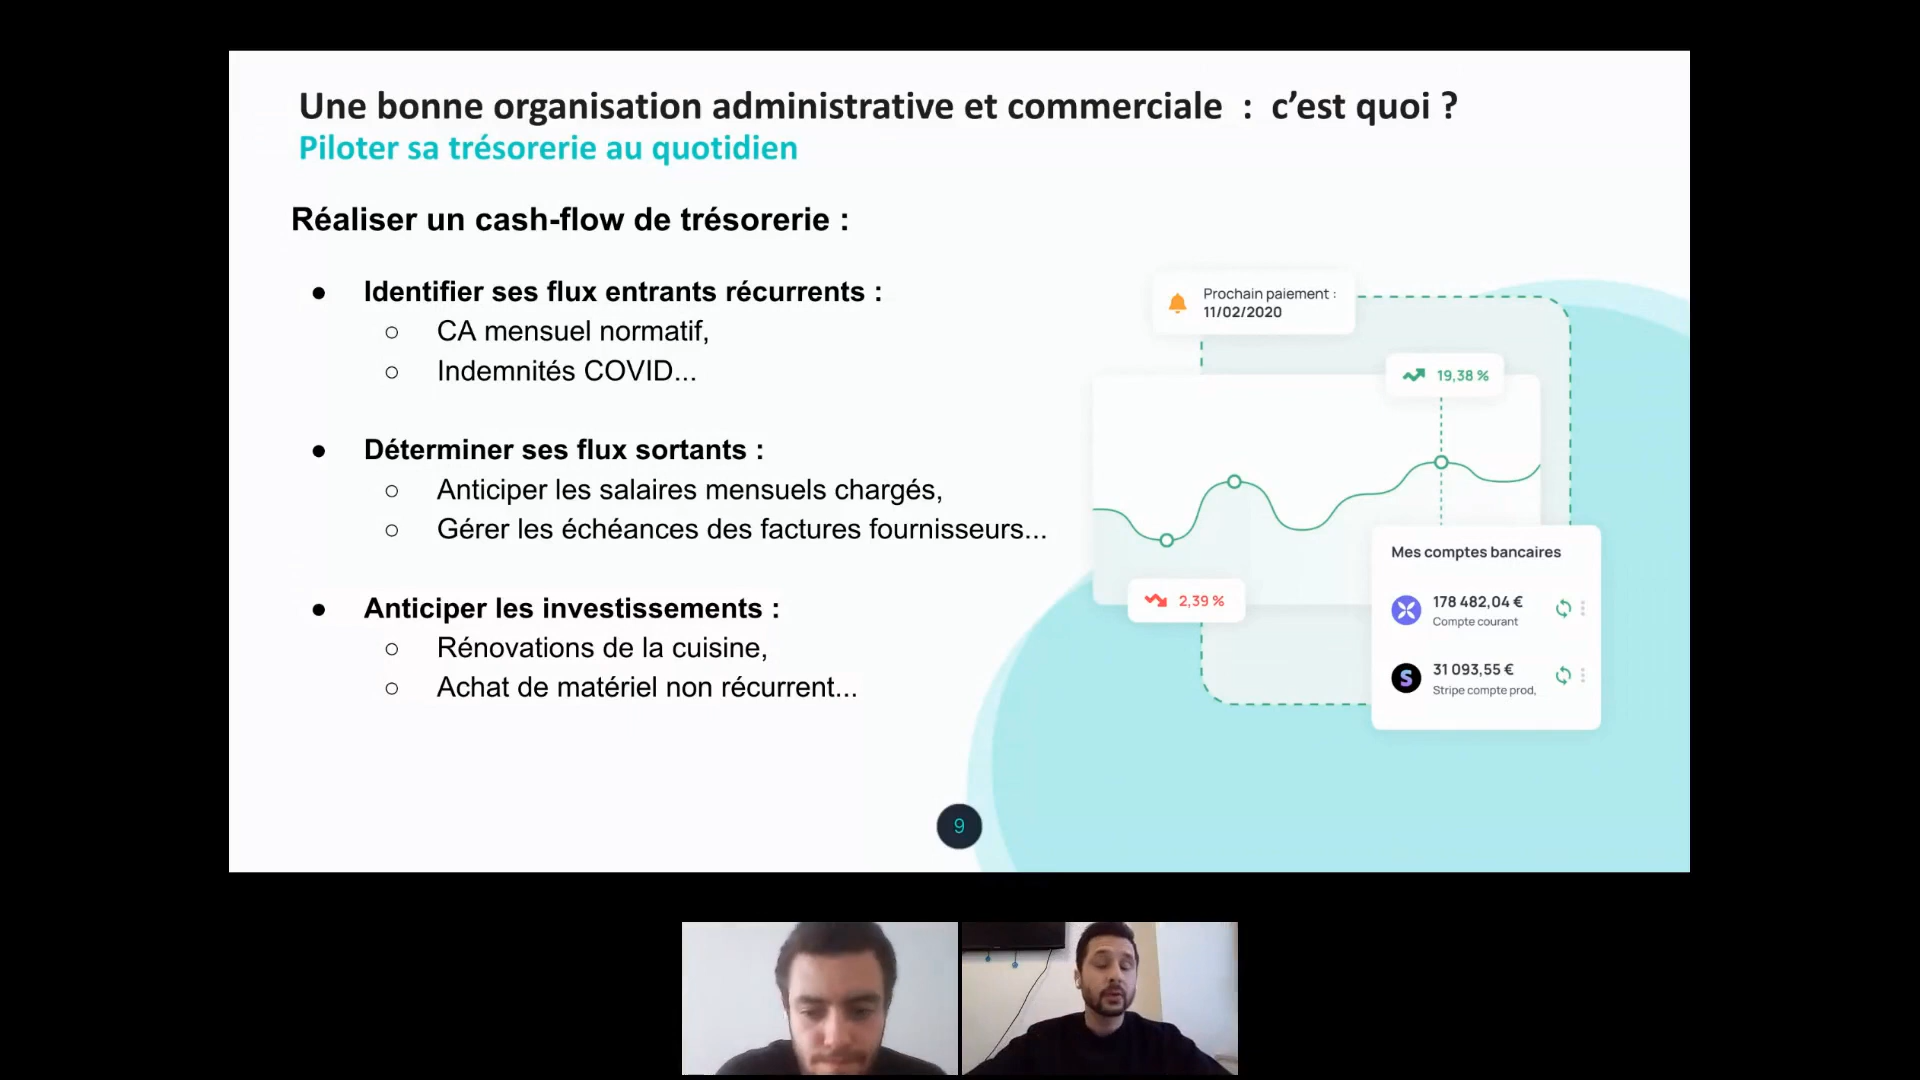 Une bonne organisation administrative et commerciale : c’est quoi ?
Piloter sa trésorerie au quotidien
Réaliser un cash-flow de trésorerie :
● Identifier ses flux entrants récurrents :
○ CA mensuel normatif,
○ Indemnités COVID...
● Déterminer ses flux sortants :
○ Anticiper les salaires mensuels chargés,
○ Gérer les échéances des factures fournisseurs...
● Anticiper les investissements :
○ Rénovations de la cuisine,
○ Achat de matériel non récurrent...
Prochain paiement :
11/02/2020
19,38 %
2,39 %
Mes comptes bancaires
178 482,04 €
Compte courant
S
31 093,55 €
Stripe compte prod,
9